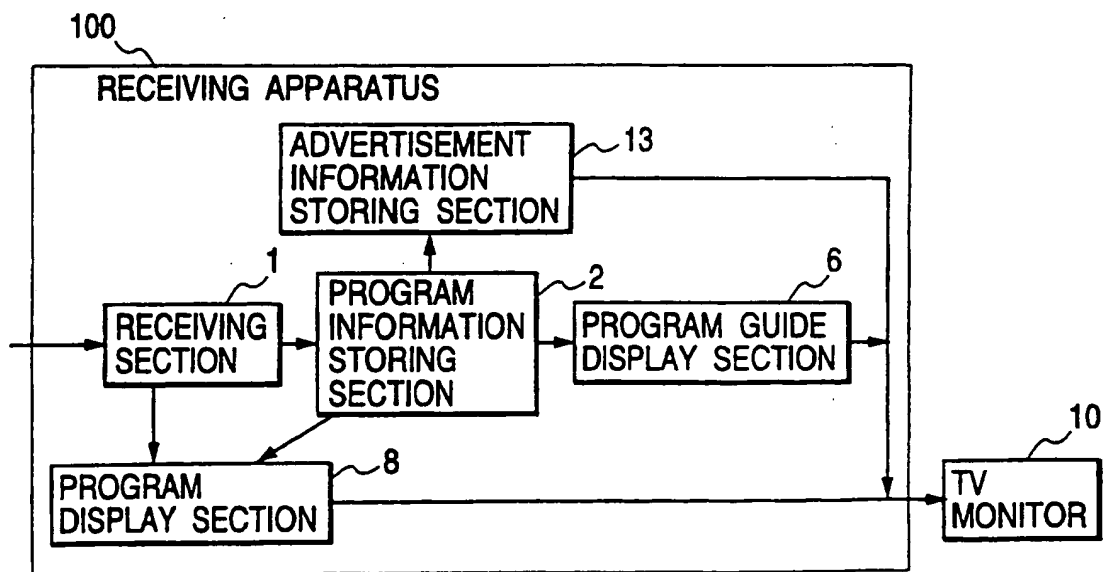 100
RECEIVING APPARATUS
ADVERTISEMENT
INFORMATION
STORING SECTION
13
1
RECEIVING
SECTION
PROGRAM
INFORMATION
STORING
SECTION
2
6
PROGRAM GUIDE
DISPLAY SECTION
8
PROGRAM
DISPLAY SECTION
10
TV
MONITOR